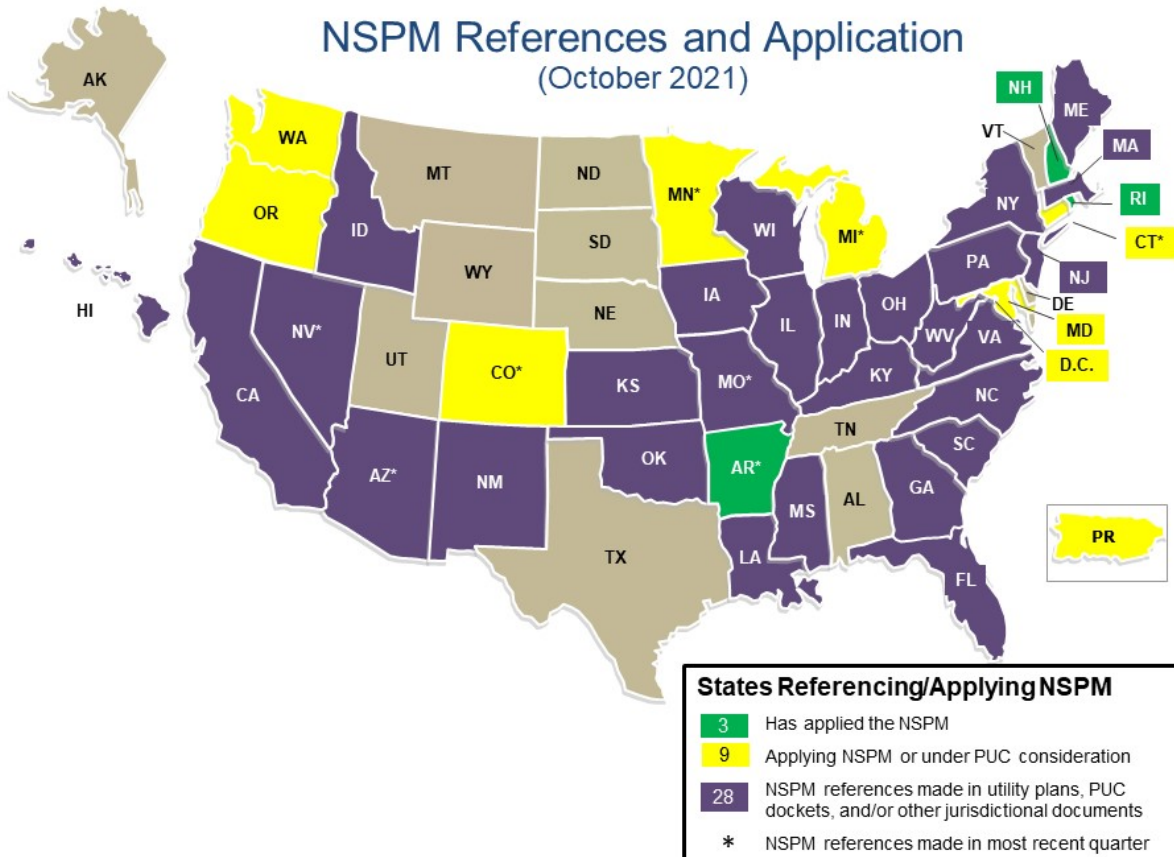 NSPM References and Application
(October 2021)
AK
NH
ME
WA
VT
MA
MT
ND
MN*
OR
NY
RI
ID
WI
MI*
CT*
SD
WY
PA
NJ
IA
HI
NE
OH
DE
NV*
IL
IN
MD
UT
WV
VA
CO*
D.C.
KS
MO*
KY
CA
NC
TN
OK
SC
AZ*
NM
AR*
MS
AL
GA
PR
TX
LA
FL
States Referencing/Applying NSPM
3 Has applied the NSPM
9 Applying NSPM or under PUC consideration
28 NSPM references made in utility plans, PUC
dockets, and/or other jurisdictional documents
* NSPM references made in most recent quarter